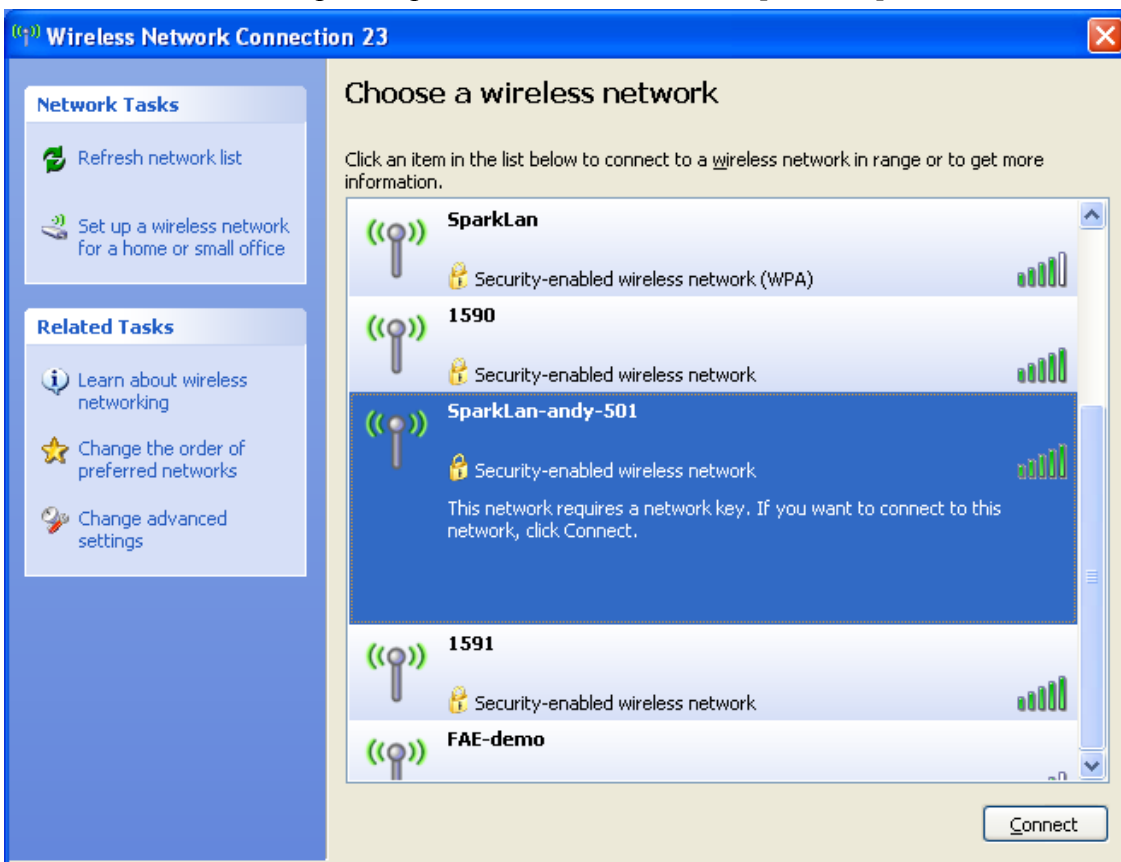 Wireless Network Connection 23
Network Tasks
Refresh network list
Set up a wireless network
for a home or small office
Related Tasks
Learn about wireless
networking
Change the order of
preferred networks
Change advanced
settings
Choose a wireless network
Click an item in the list below to connect to a wireless network in range or to get more
information.
SparkLan
Security-enabled wireless network (WPA)
1590
Security-enabled wireless network
SparkLan-andy-501
Security-enabled wireless network
This network requires a network key. If you want to connect to this
network, click Connect.
1591
Security-enabled wireless network
FAE-demo
Connect